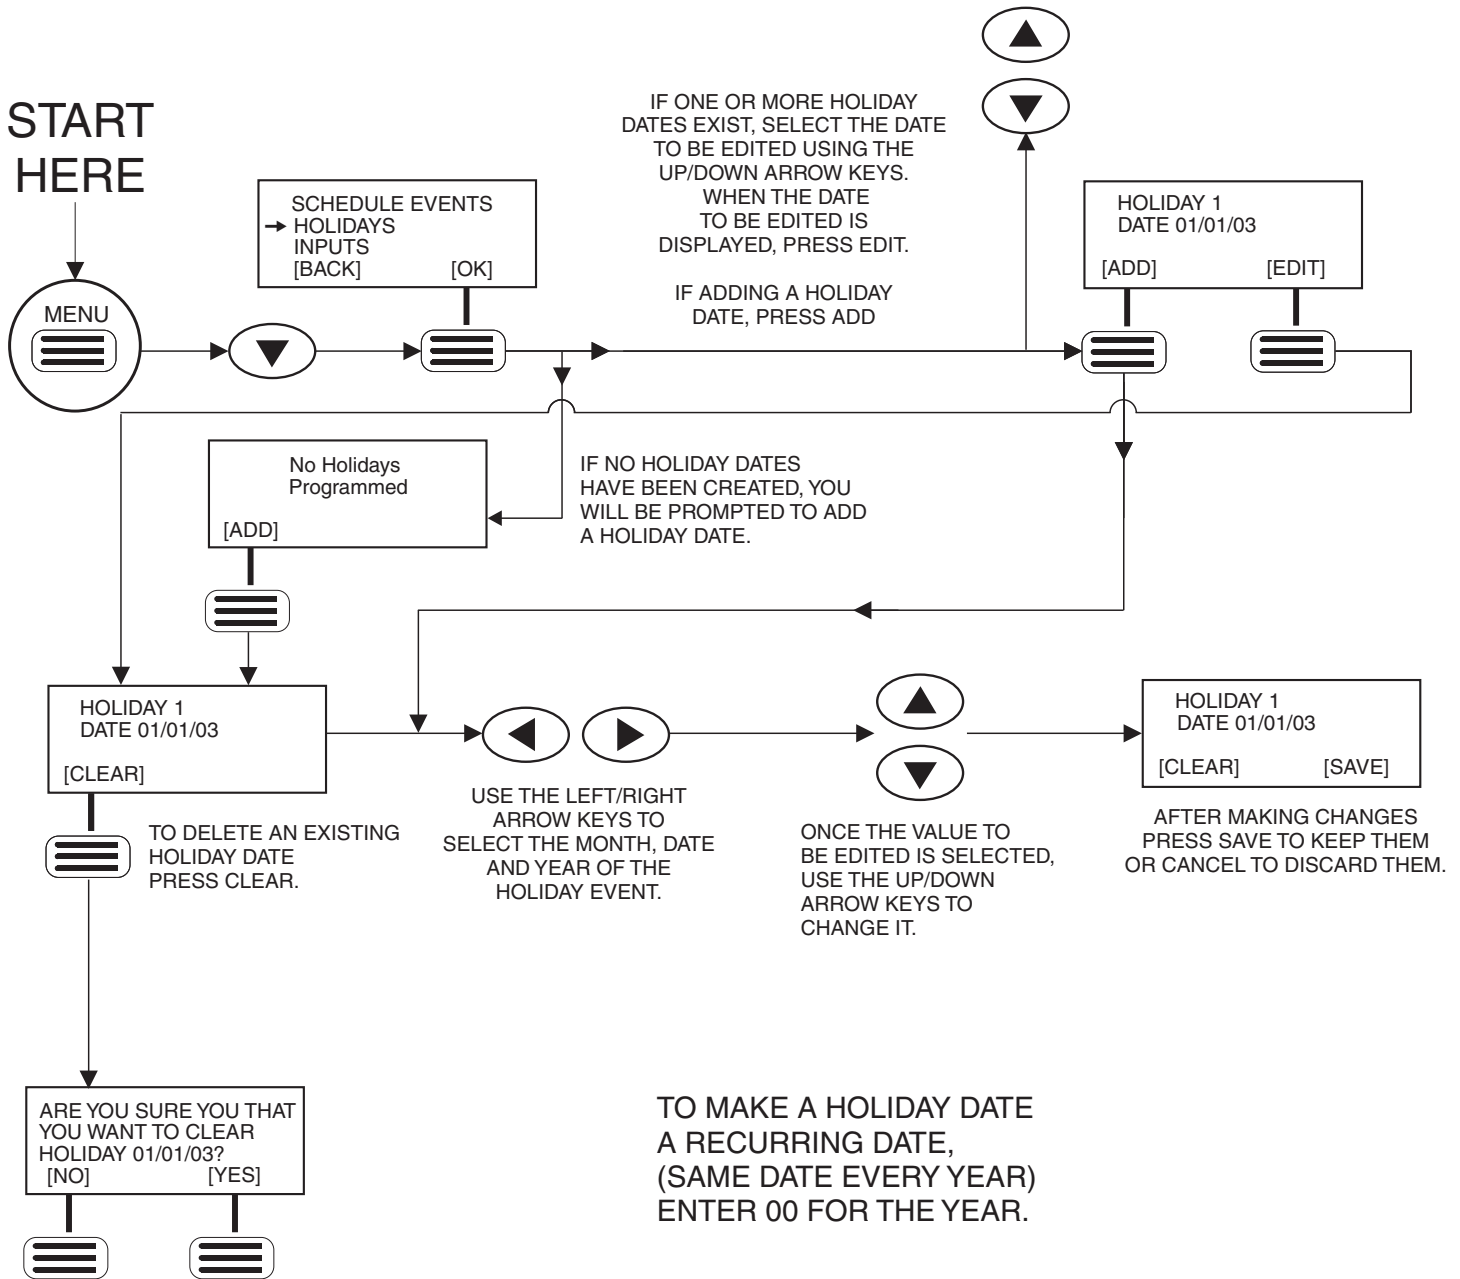 START
HERE
MENU
SCHEDULE EVENTS
HOLIDAYS
INPUTS
[BACK] [OK]
IF ONE OR MORE HOLIDAY
DATES EXIST, SELECT THE DATE
TO BE EDITED USING THE
UP/DOWN ARROW KEYS.
WHEN THE DATE
TO BE EDITED IS
DISPLAYED, PRESS EDIT.
IF ADDING A HOLIDAY
DATE, PRESS ADD
HOLIDAY 1
DATE 01/01/03
[ADD] [EDIT]
No Holidays
Programmed
[ADD]
IF NO HOLIDAY DATES
HAVE BEEN CREATED, YOU
WILL BE PROMPTED TO ADD
A HOLIDAY DATE.
HOLIDAY 1
DATE 01/01/03
[CLEAR]
TO DELETE AN EXISTING
HOLIDAY DATE
PRESS CLEAR.
USE THE LEFT/RIGHT
ARROW KEYS TO
SELECT THE MONTH, DATE
AND YEAR OF THE
HOLIDAY EVENT.
ONCE THE VALUE TO
BE EDITED IS SELECTED,
USE THE UP/DOWN
ARROW KEYS TO
CHANGE IT.
HOLIDAY 1
DATE 01/01/03
[CLEAR] [SAVE]
AFTER MAKING CHANGES
PRESS SAVE TO KEEP THEM
OR CANCEL TO DISCARD THEM.
ARE YOU SURE YOU THAT
YOU WANT TO CLEAR
HOLIDAY 01/01/03?
[NO] [YES]
TO MAKE A HOLIDAY DATE
A RECURRING DATE,
(SAME DATE EVERY YEAR)
ENTER 00 FOR THE YEAR.